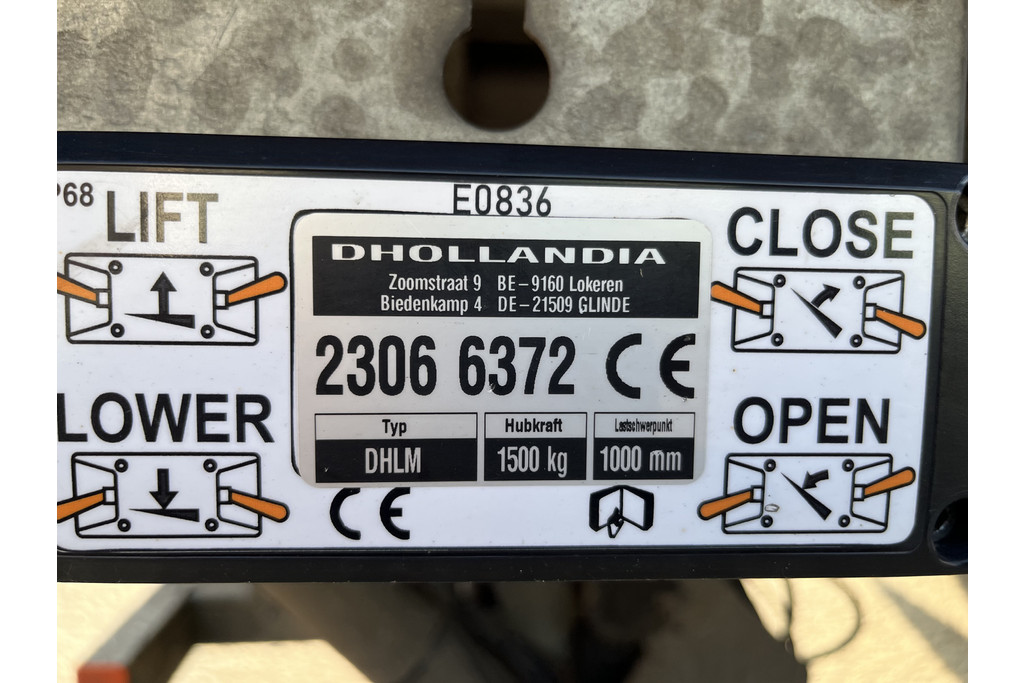 P68
LIFT
E0836
CLOSE
DHOLLANDIA
Zoomstraat 9 BE-9160 Lokeren
Biedenkamp 4 DE-21509 GLINDE
2306 6372 CE
LOWER
Typ
Hubkraft
Lastschwerpunkt
OPEN
DHLM
1500 kg
1000 mm
CE